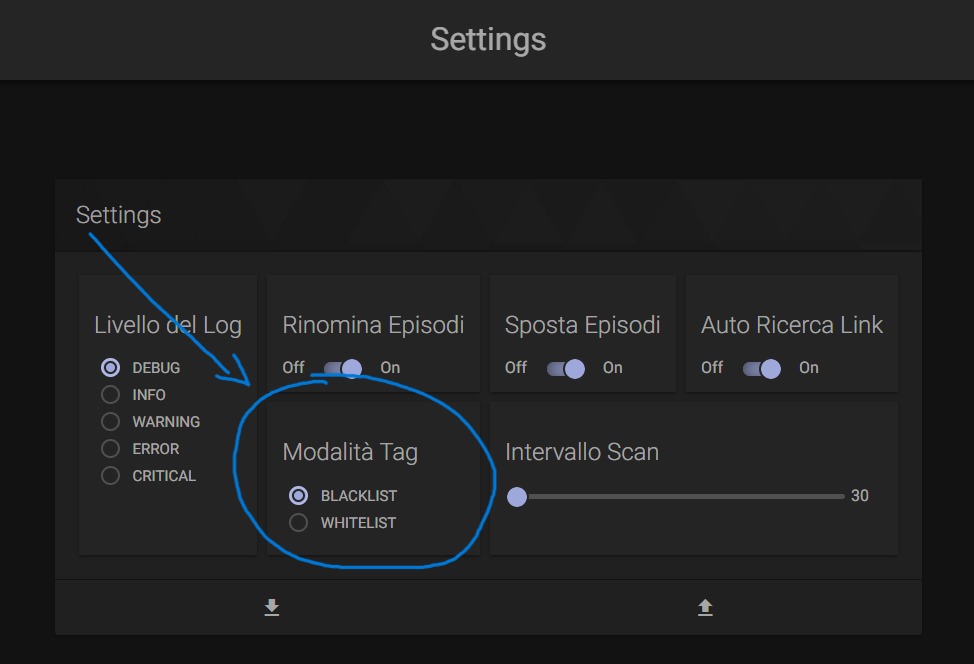 Settings
Settings
Livello del Log
DEBUG
INFO
WARNING
ERROR
CRITICAL
Rinomina Episodi
Off On
Sposta Episodi
Off On
Auto Ricerca Link
Off On
Modalità Tag
BLACKLIST
WHITELIST
Intervallo Scan
30